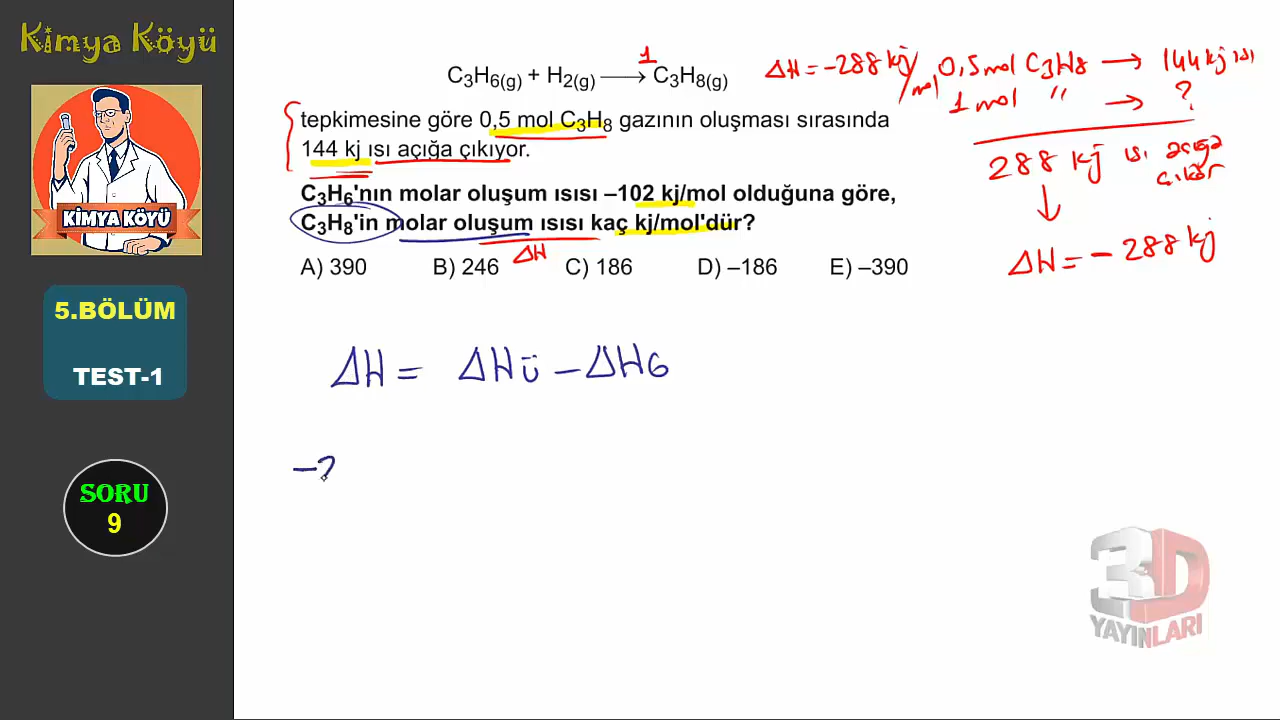 Kimya Köyü
KİMYA KÖYÜ
5.BÖLÜM
TEST-1
SORU
9
C₃H₆(g) + H₂(g) ⟶ C₃H₈(g)
1
ΔH = -288 kj/mol
tepkimesine göre 0,5 mol C₃H₈ gazının oluşması sırasında
144 kj ısı açığa çıkıyor.
C₃H₆'nın molar oluşum ısısı –102 kj/mol olduğuna göre,
C₃H₈'in molar oluşum ısısı kaç kj/mol'dür?
ΔH
A) 390 B) 246 C) 186 D) –186 E) –390
0,5 mol C₃H₈ → 144 kj ısı
1 mol " → ?
288 kj ısı açığa
çıkar
ΔH = - 288 kj
ΔH = ΔHü - ΔHG
-2
3D
YAYINLARI